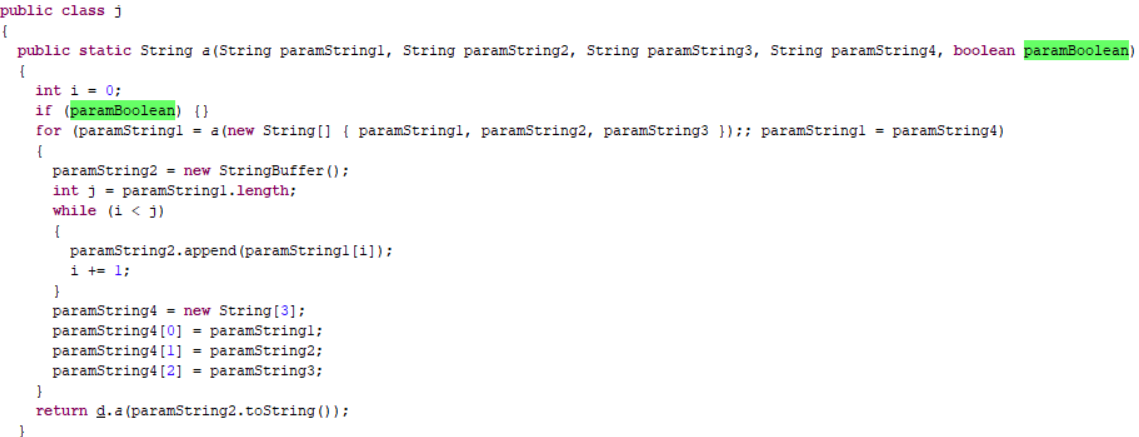 public class j
{
public static String a(String paramString1, String paramString2, String paramString3, String paramString4, boolean paramBoolean)
{
int i = 0;
if (paramBoolean) {}
for (paramString1 = a(new String[] { paramString1, paramString2, paramString3 });; paramString1 = paramString4)
{
paramString2 = new StringBuffer();
int j = paramString1.length;
while (i < j)
{
paramString2.append(paramString1[i]);
i += 1;
}
paramString4 = new String[3];
paramString4[0] = paramString1;
paramString4[1] = paramString2;
paramString4[2] = paramString3;
}
return d.a(paramString2.toString());
}